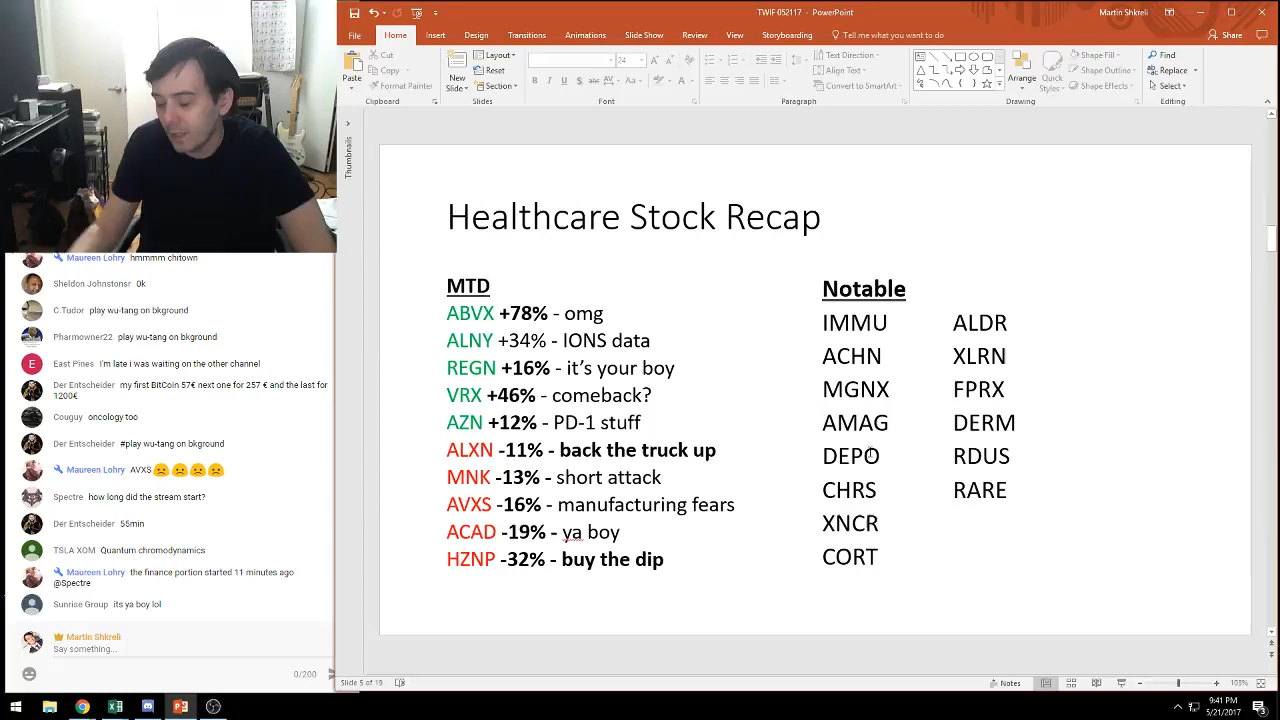 TWIF 052117 - PowerPoint
Martin Shkreli
File Home Insert Design Transitions Animations Slide Show Review View Storyboarding Tell me what you want to do Share
Paste
Cut
Copy
Format Painter
Clipboard
New
Slide
Layout
Reset
Section
Slides
24
B I U S abc AV Aa A
Font
Text Direction
Align Text
Convert to SmartArt
Paragraph
Arrange
Quick
Styles
Shape Fill
Shape Outline
Shape Effects
Drawing
Find
Replace
Select
Editing
Thumbnails
Healthcare Stock Recap
MTD
ABVX +78% - omg
ALNY +34% - IONS data
REGN +16% - it's your boy
VRX +46% - comeback?
AZN +12% - PD-1 stuff
ALXN -11% - back the truck up
MNK -13% - short attack
AVXS -16% - manufacturing fears
ACAD -19% - ya boy
HZNP -32% - buy the dip
Notable
IMMU ALDR
ACHN XLRN
MGNX FPRX
AMAG DERM
DEPO RDUS
CHRS RARE
XNCR
CORT
Maureen Lohry hmmmm chitown
Sheldon Johnstonsr 0k
C.Tudor play wu-tang on bkground
Pharmowner22 play wu-tang on bkground
East Pines i'm late i was waiting on the other channel
Der Entscheider my first BitCoin 57€ next one for 257 € and the last for
1200€
Couguy oncology too
Der Entscheider #play wu-tang on bkground
Maureen Lohry AVXS
Spectre how long did the stream start?
Der Entscheider 55min
TSLA XOM Quantum chromodynamics
Maureen Lohry the finance portion started 11 minutes ago
@Spectre
Sunrise Group its ya boy lol
Martin Shkreli
Say something...
0/200
Slide 5 of 19
Notes
103%
9:41 PM
5/21/2017